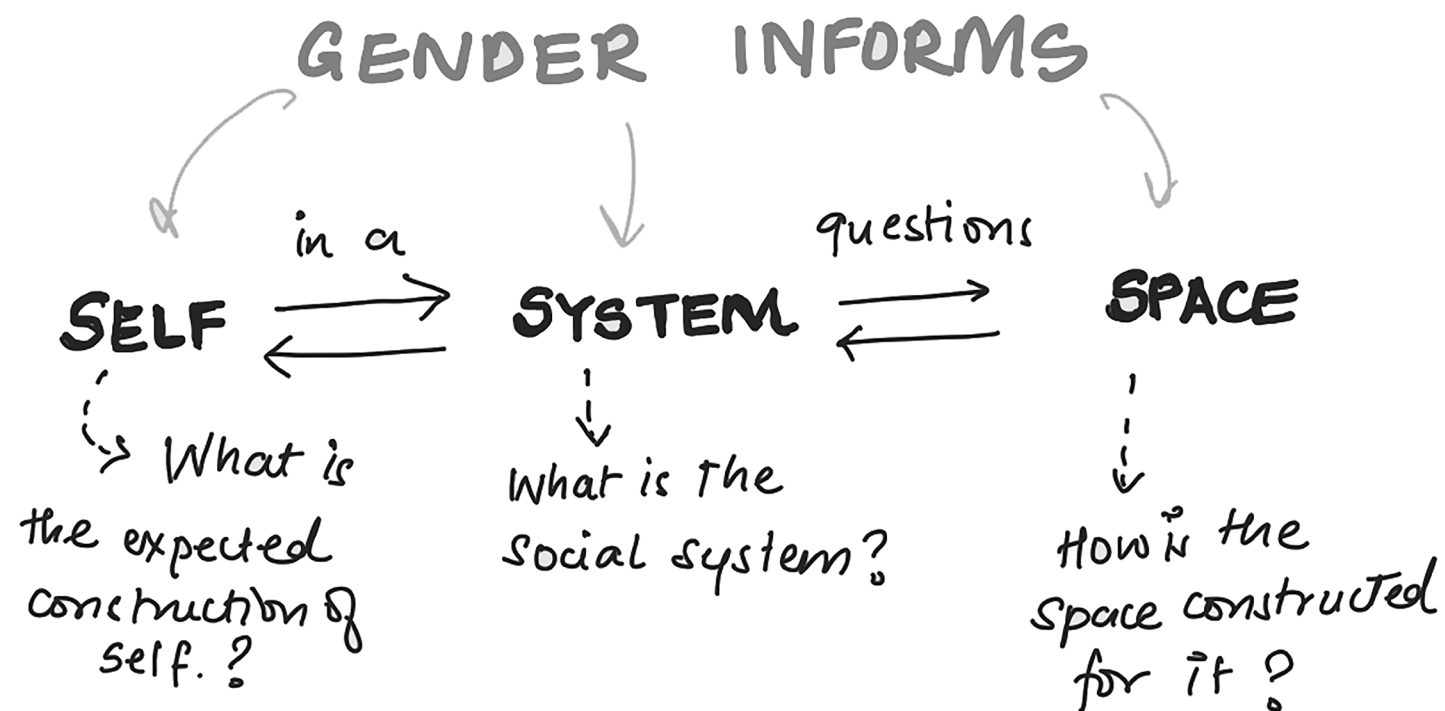 GENDER INFORMS
in a
questions
SELF
SYSTEM
SPACE
What is
the expected
construction of
self.?
What is The
social system?
How is the
space constructed
for it?